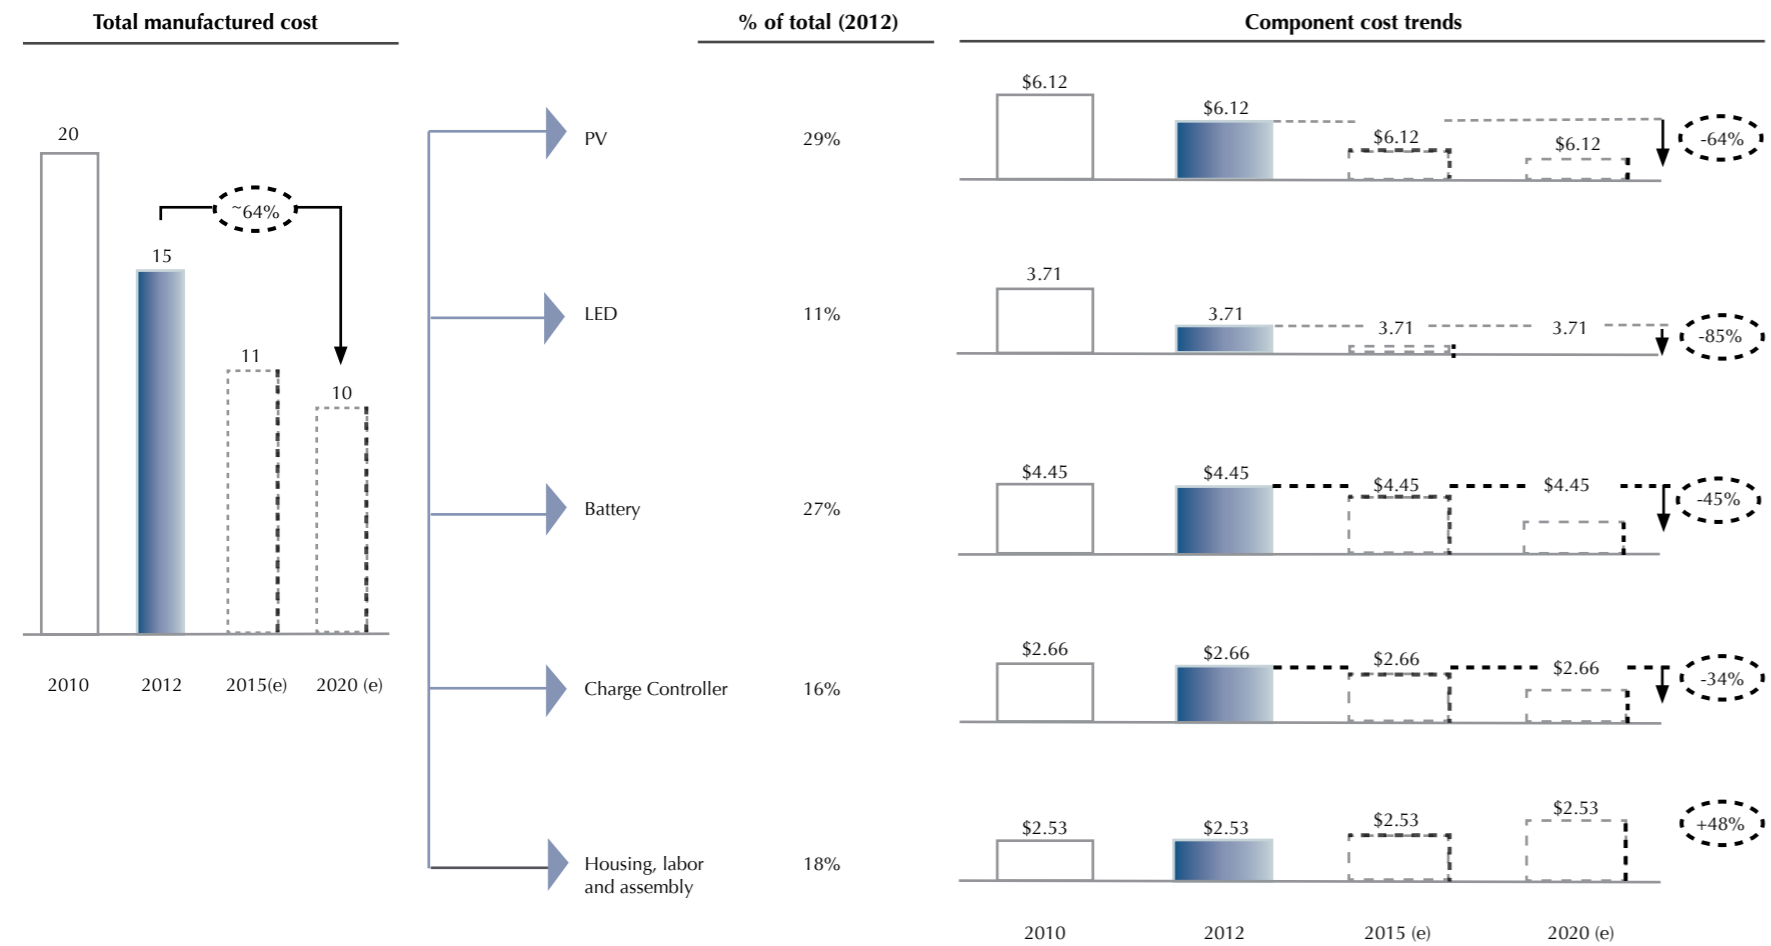 Total manufactured cost
% of total (2012)
Component cost trends
20
15
~64%
11
10
2010 2012 2015(e) 2020 (e)
PV 29%
$6.12 $6.12 $6.12 $6.12 -64%
LED 11%
3.71 3.71 3.71 3.71 -85%
Battery 27%
$4.45 $4.45 $4.45 $4.45 -45%
Charge Controller 16%
$2.66 $2.66 $2.66 $2.66 -34%
Housing, labor
and assembly
18%
$2.53 $2.53 $2.53 $2.53 +48%
2010 2012 2015 (e) 2020 (e)